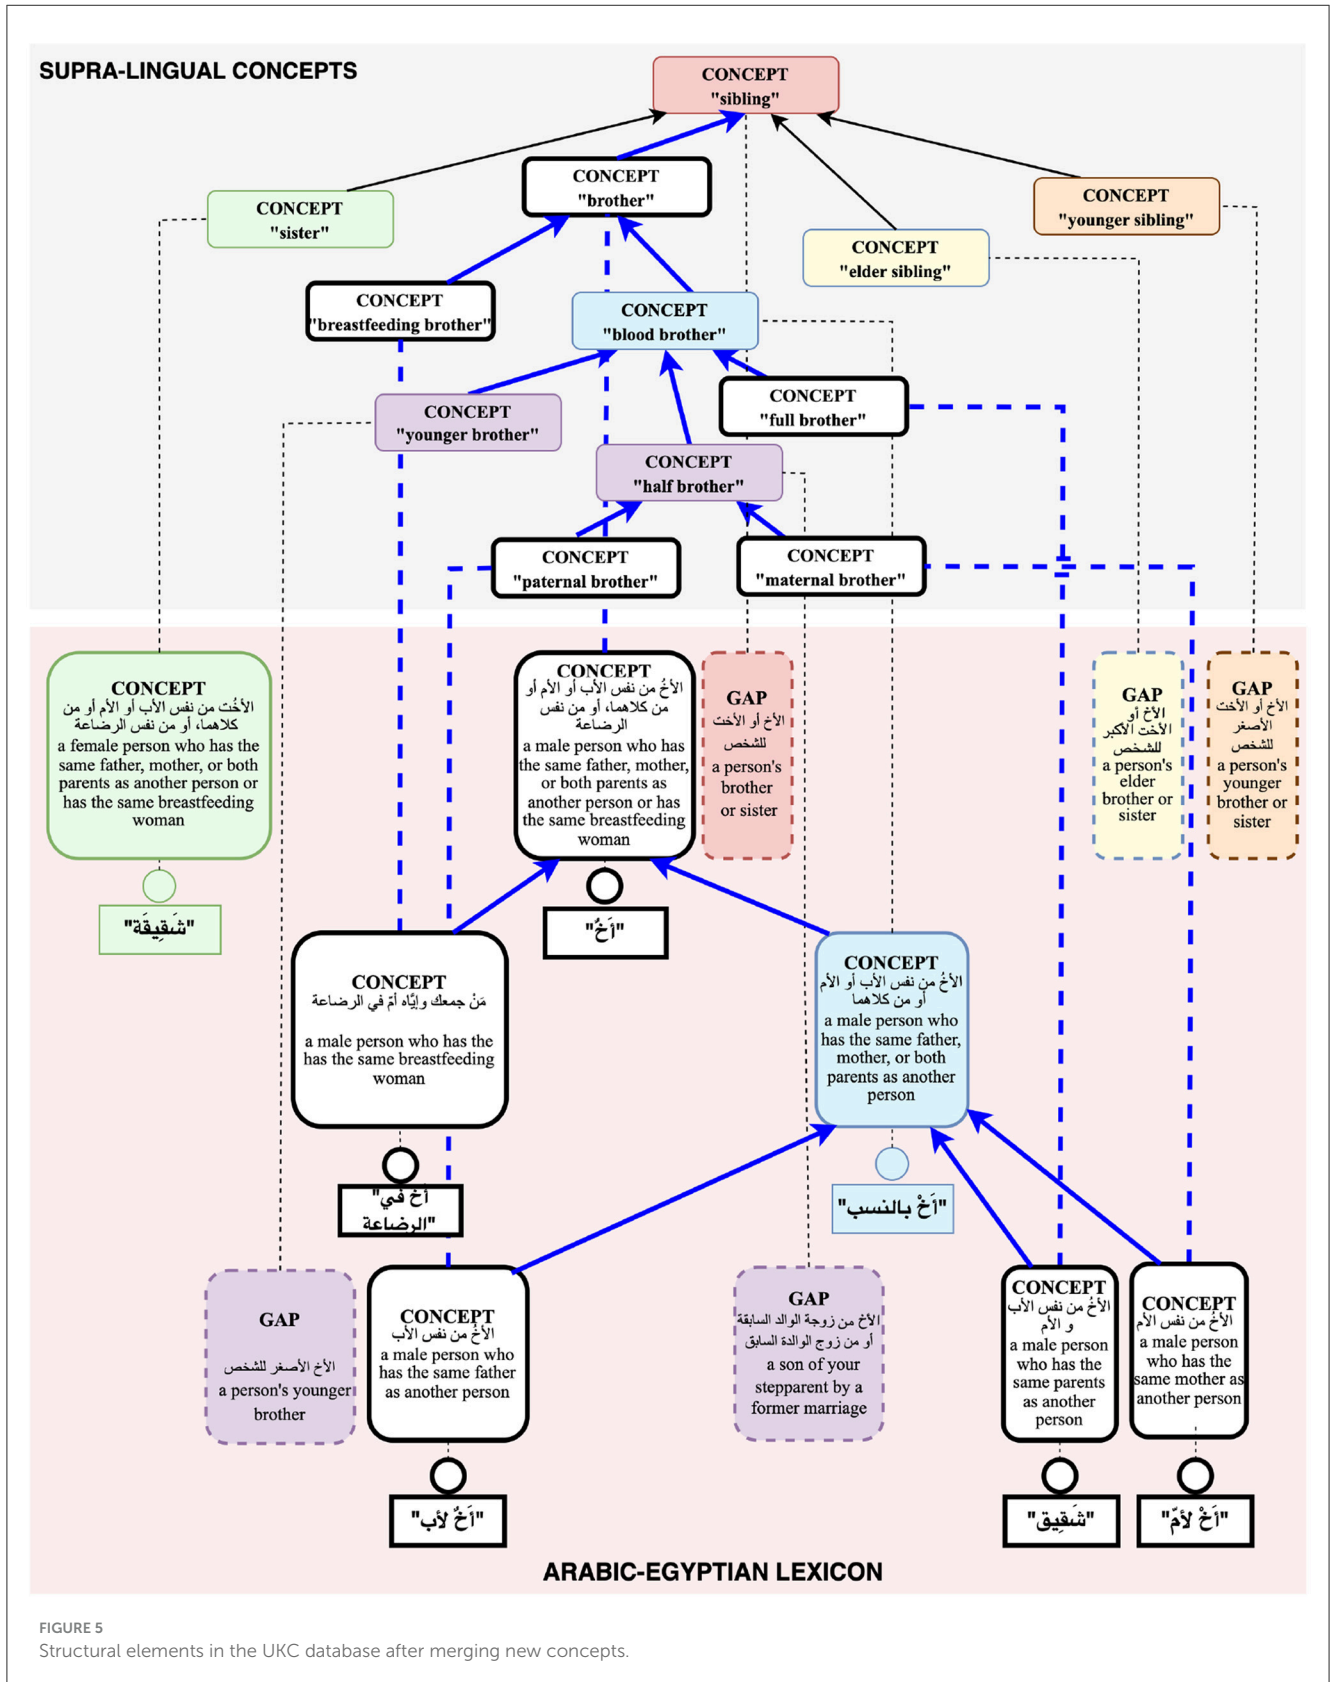 SUPRA-LINGUAL CONCEPTS
CONCEPT
"sibling"
CONCEPT
"brother"
CONCEPT
"sister"
CONCEPT
"younger sibling"
CONCEPT
"elder sibling"
CONCEPT
"breastfeeding brother"
CONCEPT
"blood brother"
CONCEPT
"full brother"
CONCEPT
"younger brother"
CONCEPT
"half brother"
CONCEPT
"paternal brother"
CONCEPT
"maternal brother"
CONCEPT
الأخُت من نفس الأب أو الأم أو من
كلاهما، أو من نفس الرضاعة
a female person who has the
same father, mother, or both
parents as another person or
has the same breastfeeding
woman
"شَقِيقَة"
CONCEPT
الأخُ من نفس الأب أو الأم أو
من كلاهما، أو من نفس
الرضاعة
a male person who has
the same father, mother,
or both parents as
another person or has
the same breastfeeding
woman
"أَخٌ"
GAP
الأخ أو الأخت
للشخص
a person's
brother
or sister
GAP
الأخ أو
الأخت الأكبر
للشخص
a person's
elder
brother or
sister
GAP
الأخ أو الأخت
الأصغر
للشخص
a person's
younger
brother or
sister
CONCEPT
مَنْ جمعك وإيَّاه أمّ في الرضاعة
a male person who has the
has the same breastfeeding
woman
"أخ في
الرضاعة"
CONCEPT
الأخُ من نفس الأب أو الأم
أو من كلاهما
a male person who
has the same father,
mother, or both
parents as another
person
"أَخْ بالنسب"
GAP
الأخ الأصغر للشخص
a person's younger
brother
CONCEPT
الأخُ من نفس الأب
a male person who
has the same father
as another person
"أَخٌ لأب"
GAP
الأخ من زوجة الوالد السابقة
أو من زوج الوالدة السابق
a son of your
stepparent by a
former marriage
CONCEPT
الأخُ من نفس الأب
و الأم
a male person
who has the
same parents
as another
person
"شَقِيق"
CONCEPT
الأخُ من نفس الأم
a male person
who has the
same mother as
another person
"أَخْ لأمّ"
ARABIC-EGYPTIAN LEXICON
FIGURE 5
Structural elements in the UKC database after merging new concepts.